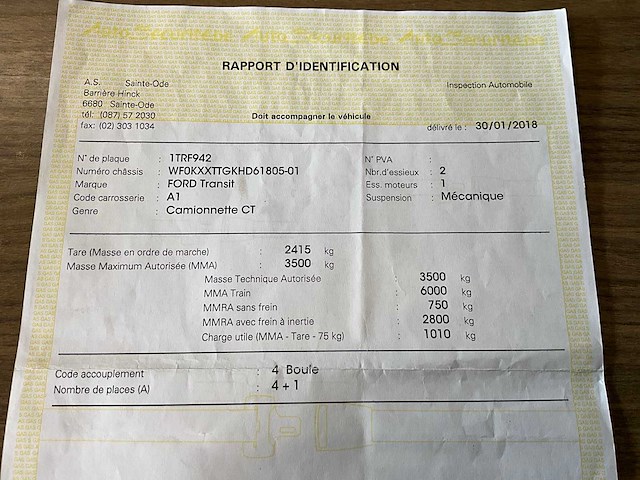 Auto Sécurité Auto Sécurité Auto Sécurité
RAPPORT D'IDENTIFICATION
A.S. Sainte-Ode
Inspection Automobile
Barrière Hinck
6680 Sainte-Ode
tél: (087) 57 2030
Doit accompagner le véhicule
fax: (02) 303 1034
délivré le : 30/01/2018
N° de plaque : 1TRF942
N° PVA :
Numéro châssis : WF0KXXTTGKHD61805-01
Nbr.d'essieux : 2
Marque : FORD Transit
Ess. moteurs : 1
Code carrosserie : A1
Suspension : Mécanique
Genre : Camionnette CT
Tare (Masse en ordre de marche) : 2415 kg
Masse Maximum Autorisée (MMA) : 3500 kg
Masse Technique Autorisée 3500 kg
MMA Train : 6000 kg
MMRA sans frein : 750 kg
MMRA avec frein à inertie : 2800 kg
Charge utile (MMA - Tare - 75 kg) : 1010 kg
Code accouplement : 4 Boule
Nombre de places (A) : 4 + 1